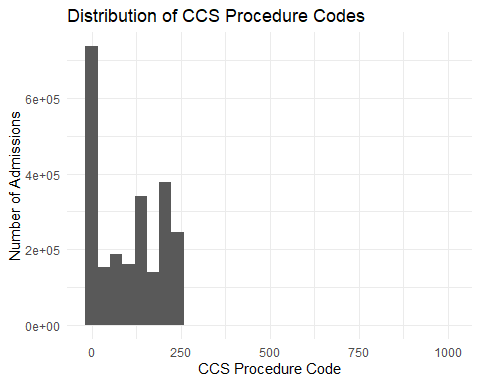 Distribution of CCS Procedure Codes
Number of Admissions
6e+05
4e+05
2e+05
0e+00
0 250 500 750 1000
CCS Procedure Code